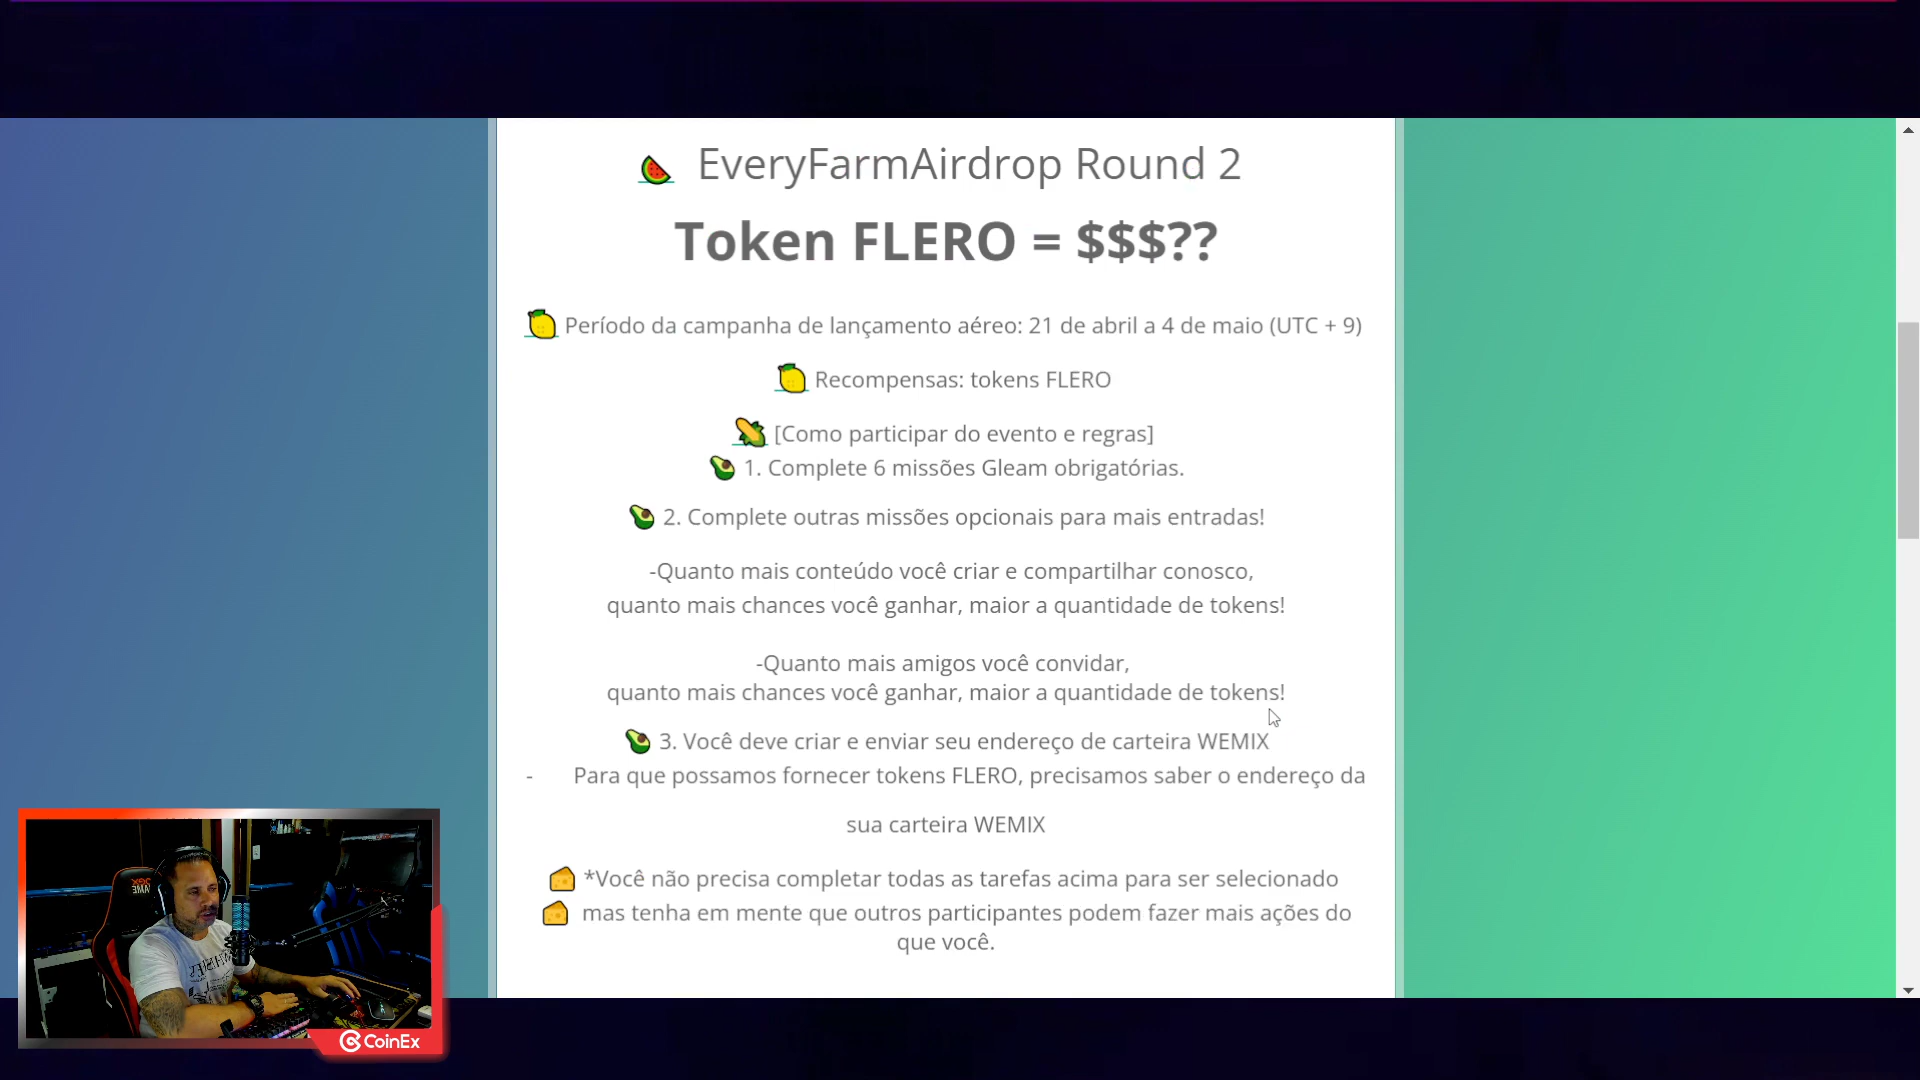 EveryFarmAirdrop Round 2
Token FLERO = $$$??
Período da campanha de lançamento aéreo: 21 de abril a 4 de maio (UTC + 9)
Recompensas: tokens FLERO
[Como participar do evento e regras]
1. Complete 6 missões Gleam obrigatórias.
2. Complete outras missões opcionais para mais entradas!
-Quanto mais conteúdo você criar e compartilhar conosco,
quanto mais chances você ganhar, maior a quantidade de tokens!
-Quanto mais amigos você convidar,
quanto mais chances você ganhar, maior a quantidade de tokens!
3. Você deve criar e enviar seu endereço de carteira WEMIX
- Para que possamos fornecer tokens FLERO, precisamos saber o endereço da
sua carteira WEMIX
*Você não precisa completar todas as tarefas acima para ser selecionado
mas tenha em mente que outros participantes podem fazer mais ações do
que você.
CoinEx